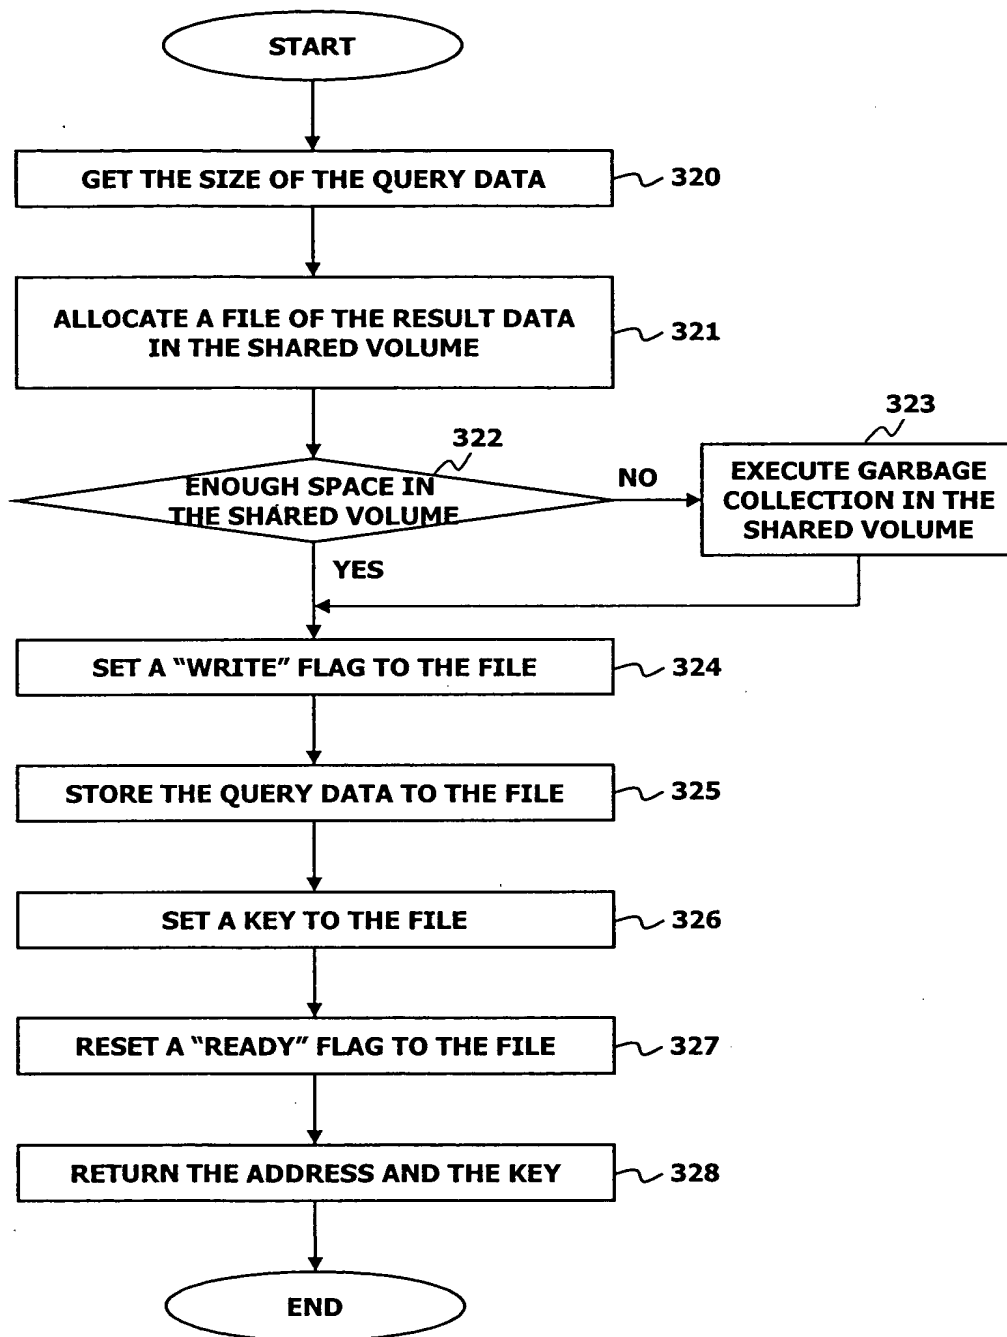 START
GET THE SIZE OF THE QUERY DATA
320
ALLOCATE A FILE OF THE RESULT DATA
IN THE SHARED VOLUME
321
322
ENOUGH SPACE IN
THE SHARED VOLUME
NO
323
EXECUTE GARBAGE
COLLECTION IN THE
SHARED VOLUME
YES
SET A “WRITE” FLAG TO THE FILE
324
STORE THE QUERY DATA TO THE FILE
325
SET A KEY TO THE FILE
326
RESET A “READY” FLAG TO THE FILE
327
RETURN THE ADDRESS AND THE KEY
328
END